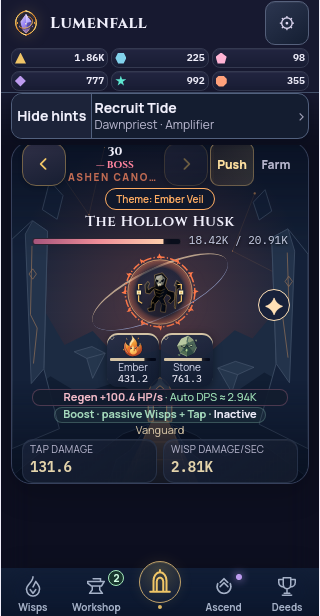 LUMENFALL
1.86K
225
98
777
992
355
Hide hints
Recruit Tide
Dawnpriest · Amplifier
30
— BOSS
ASHEN CANO…
Push
Farm
Theme: Ember Veil
THE HOLLOW HUSK
18.42K / 20.91K
Ember
431.2
Stone
761.3
Regen +100.4 HP/s · Auto DPS ≈ 2.94K
Boost · passive Wisps + Tap · Inactive
Vanguard
TAP DAMAGE
131.6
WISP DAMAGE/SEC
2.81K
Wisps
Workshop
2
Ascend
Deeds